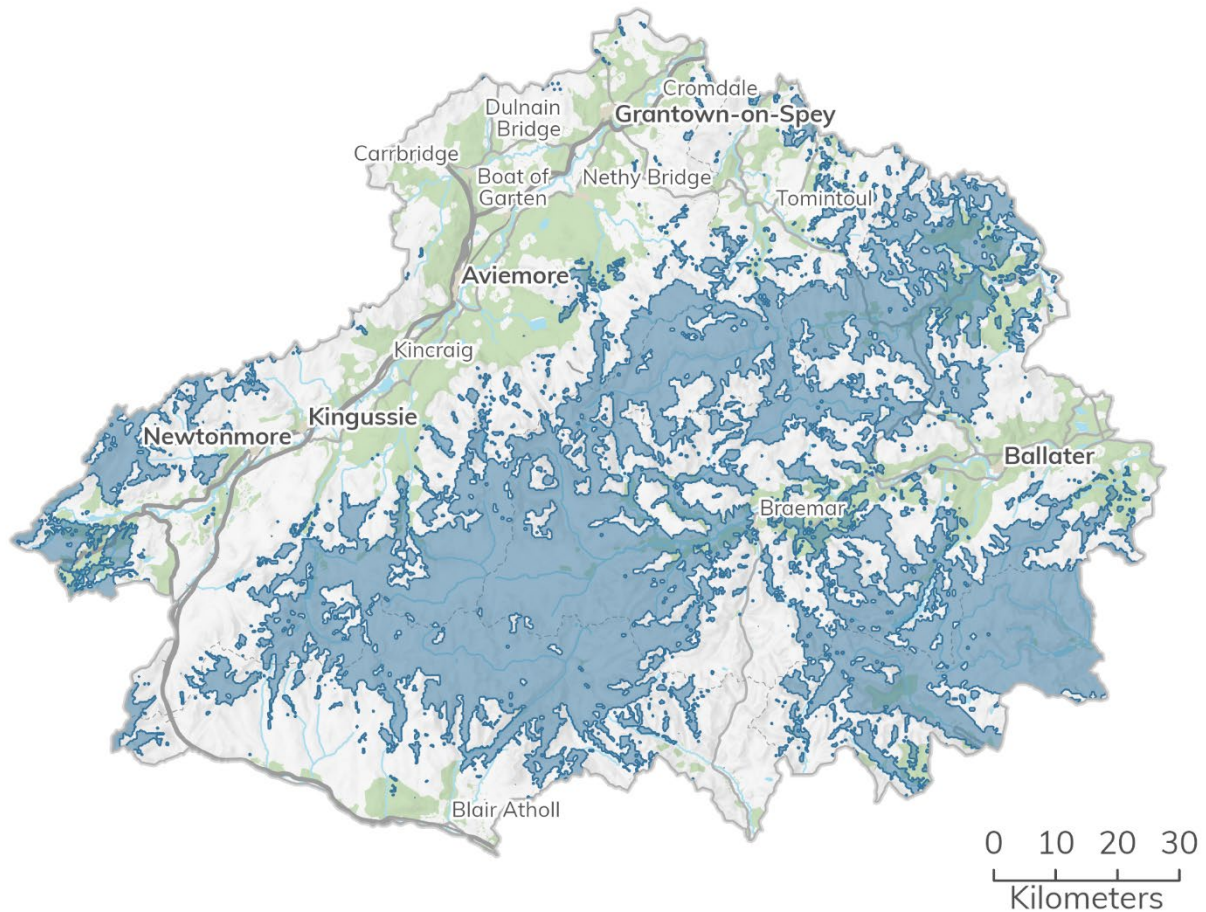 Cromdale
Grantown-on-Spey
Dulnain
Bridge
Carrbridge
Boat of
Garten
Nethy Bridge
Tomintoul
Aviemore
Kincraig
Kingussie
Newtonmore
Ballater
Braemar
Blair Atholl
0 10 20 30
Kilometers